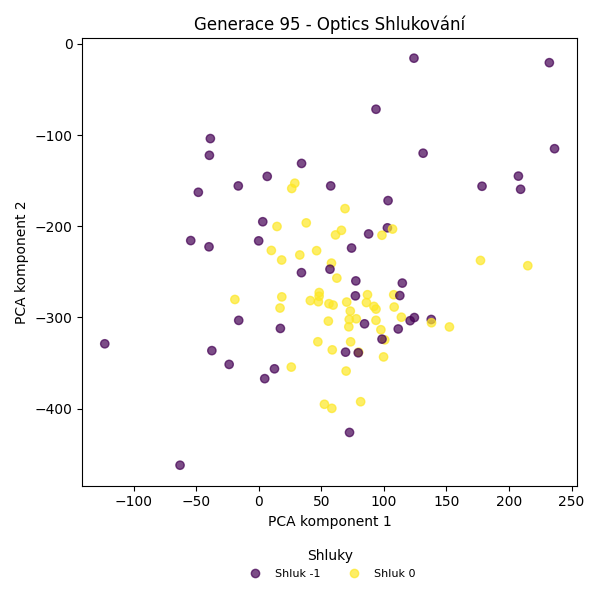 Generace 95 - Optics Shlukování
0
−100
−200
−300
−400
PCA komponent 2
−100
−50
0
50
100
150
200
250
PCA komponent 1
Shluky
Shluk -1
Shluk 0